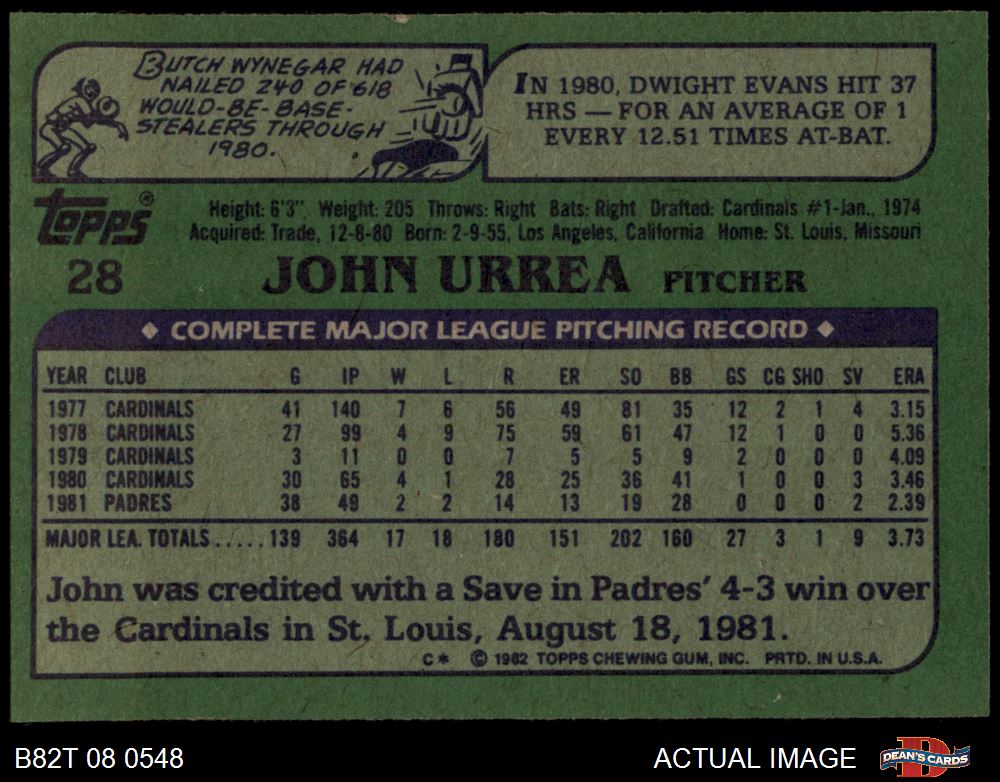 BUTCH WYNEGAR HAD
NAILED 240 OF 618
WOULD-BE-BASE-
STEALERS THROUGH
1980.
IN 1980, DWIGHT EVANS HIT 37
HRS — FOR AN AVERAGE OF 1
EVERY 12.51 TIMES AT-BAT.
topps®
Height: 6'3" Weight: 205 Throws: Right Bats: Right Drafted: Cardinals #1-Jan., 1974
Acquired: Trade, 12-8-80 Born: 2-9-55, Los Angeles, California Home: St. Louis, Missouri
28 JOHN URREA PITCHER
◆ COMPLETE MAJOR LEAGUE PITCHING RECORD ◆
YEAR CLUB G IP W L R ER SO BB GS CG SHO SV ERA
1977 CARDINALS 41 140 7 6 56 49 81 35 12 2 1 4 3.15
1978 CARDINALS 27 99 4 9 75 59 61 47 12 1 0 0 5.36
1979 CARDINALS 3 11 0 0 7 5 5 9 2 0 0 0 4.09
1980 CARDINALS 30 65 4 1 28 25 36 41 1 0 0 3 3.46
1981 PADRES 38 49 2 2 14 13 19 28 0 0 0 2 2.39
MAJOR LEA. TOTALS..... 139 364 17 18 180 151 202 160 27 3 1 9 3.73
John was credited with a Save in Padres' 4-3 win over
the Cardinals in St. Louis, August 18, 1981.
C* © 1982 TOPPS CHEWING GUM, INC. PRTD. IN U.S.A.
B82T 08 0548 ACTUAL IMAGE DEAN'S CARDS